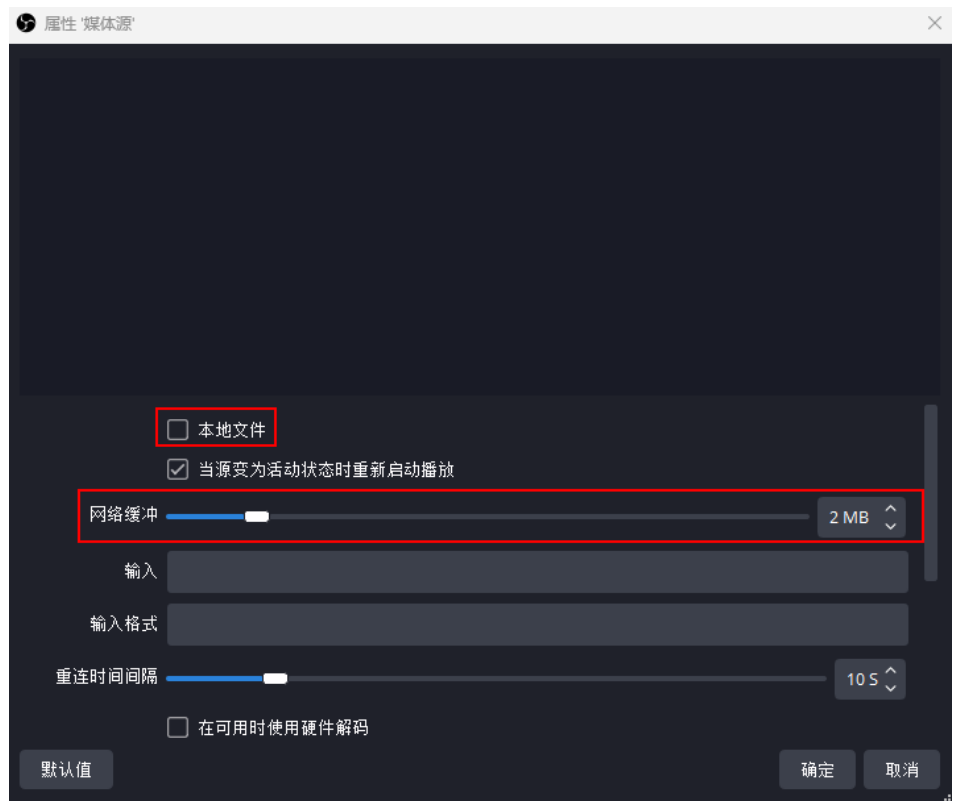 属性 '媒体源'
本地文件
当源变为活动状态时重新启动播放
网络缓冲 2 MB
输入
输入格式
重连时间间隔 10 S
在可用时使用硬件解码
默认值 确定 取消